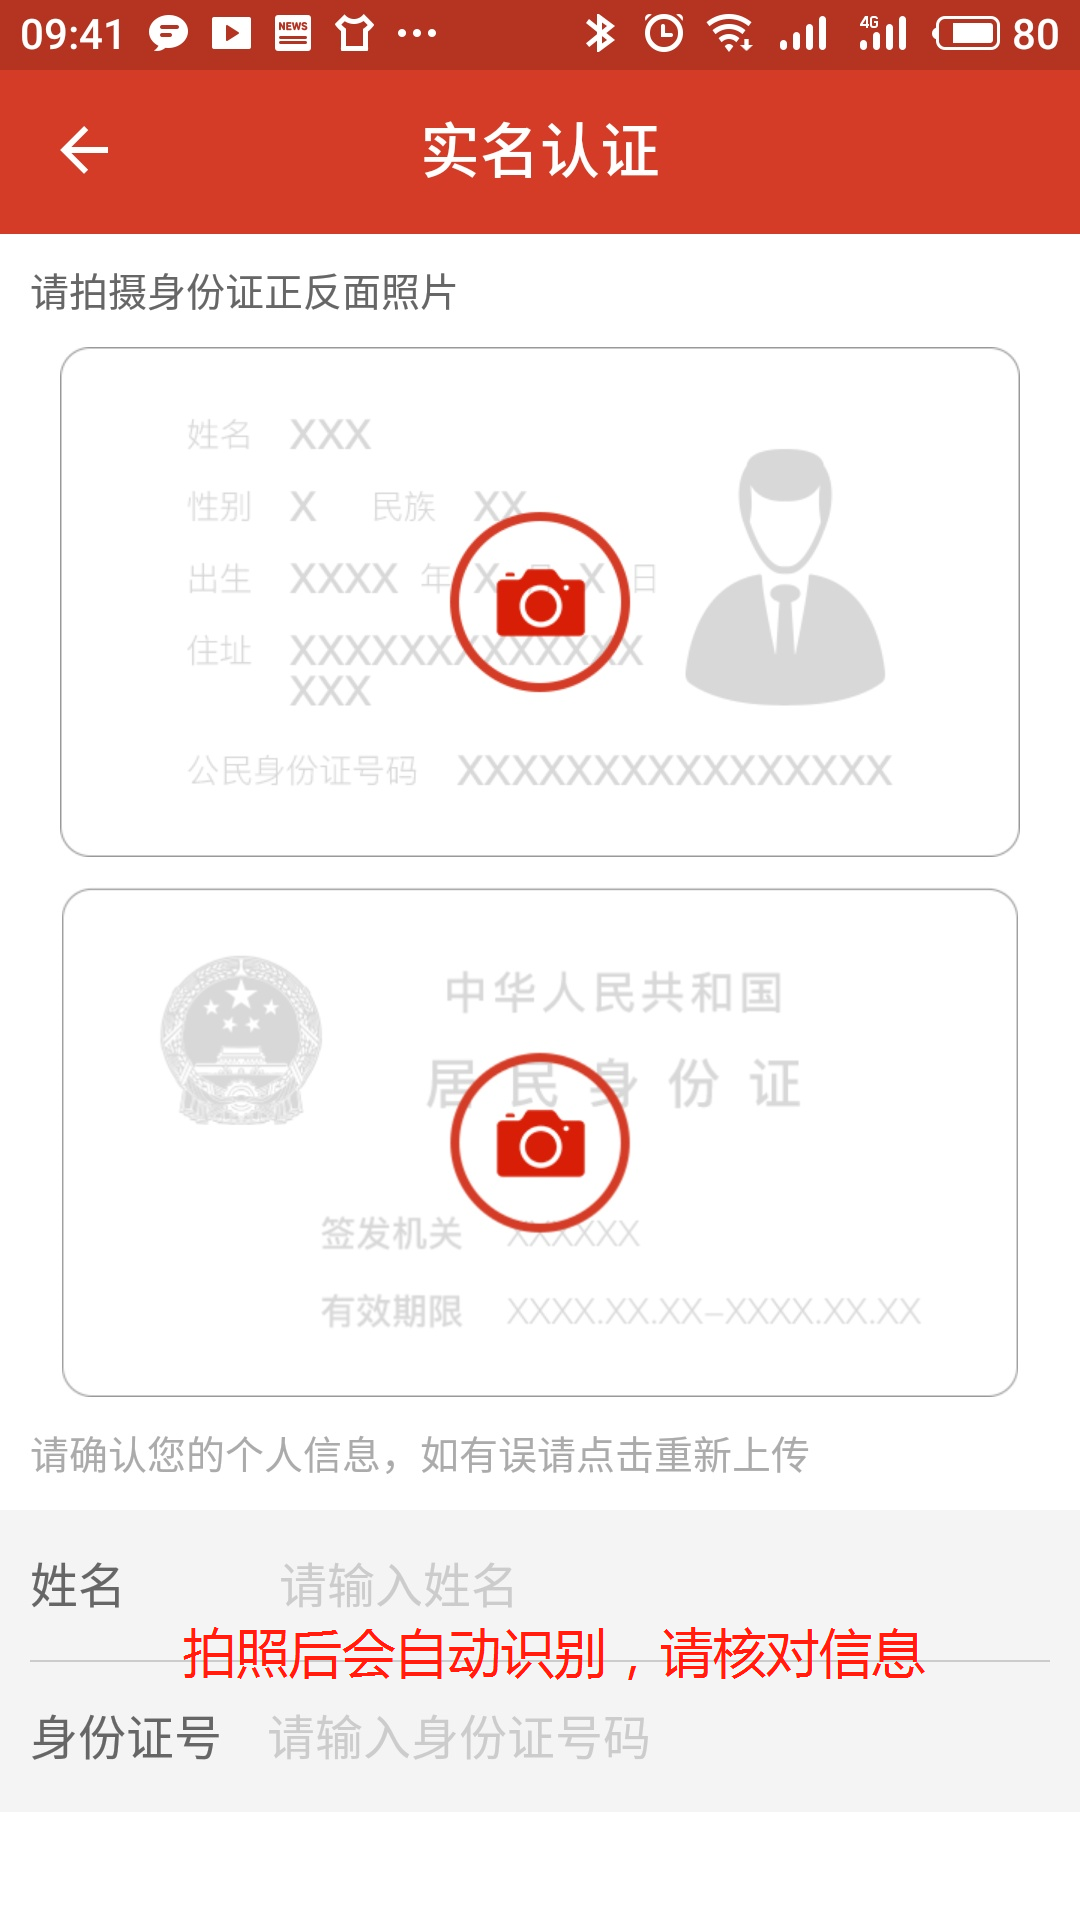 09:41 NEWS 4G 80
实名认证
请拍摄身份证正反面照片
姓名 XXX
性别 X 民族 XX
出生 XXXX 年 X 月 X 日
住址 XXXXXXXXXXXXX
XXX
公民身份证号码 XXXXXXXXXXXXXXXX
中华人民共和国
居民身份证
签发机关 XXXXXX
有效期限 XXXX.XX.XX-XXXX.XX.XX
请确认您的个人信息，如有误请点击重新上传
姓名 请输入姓名
拍照后会自动识别，请核对信息
身份证号 请输入身份证号码